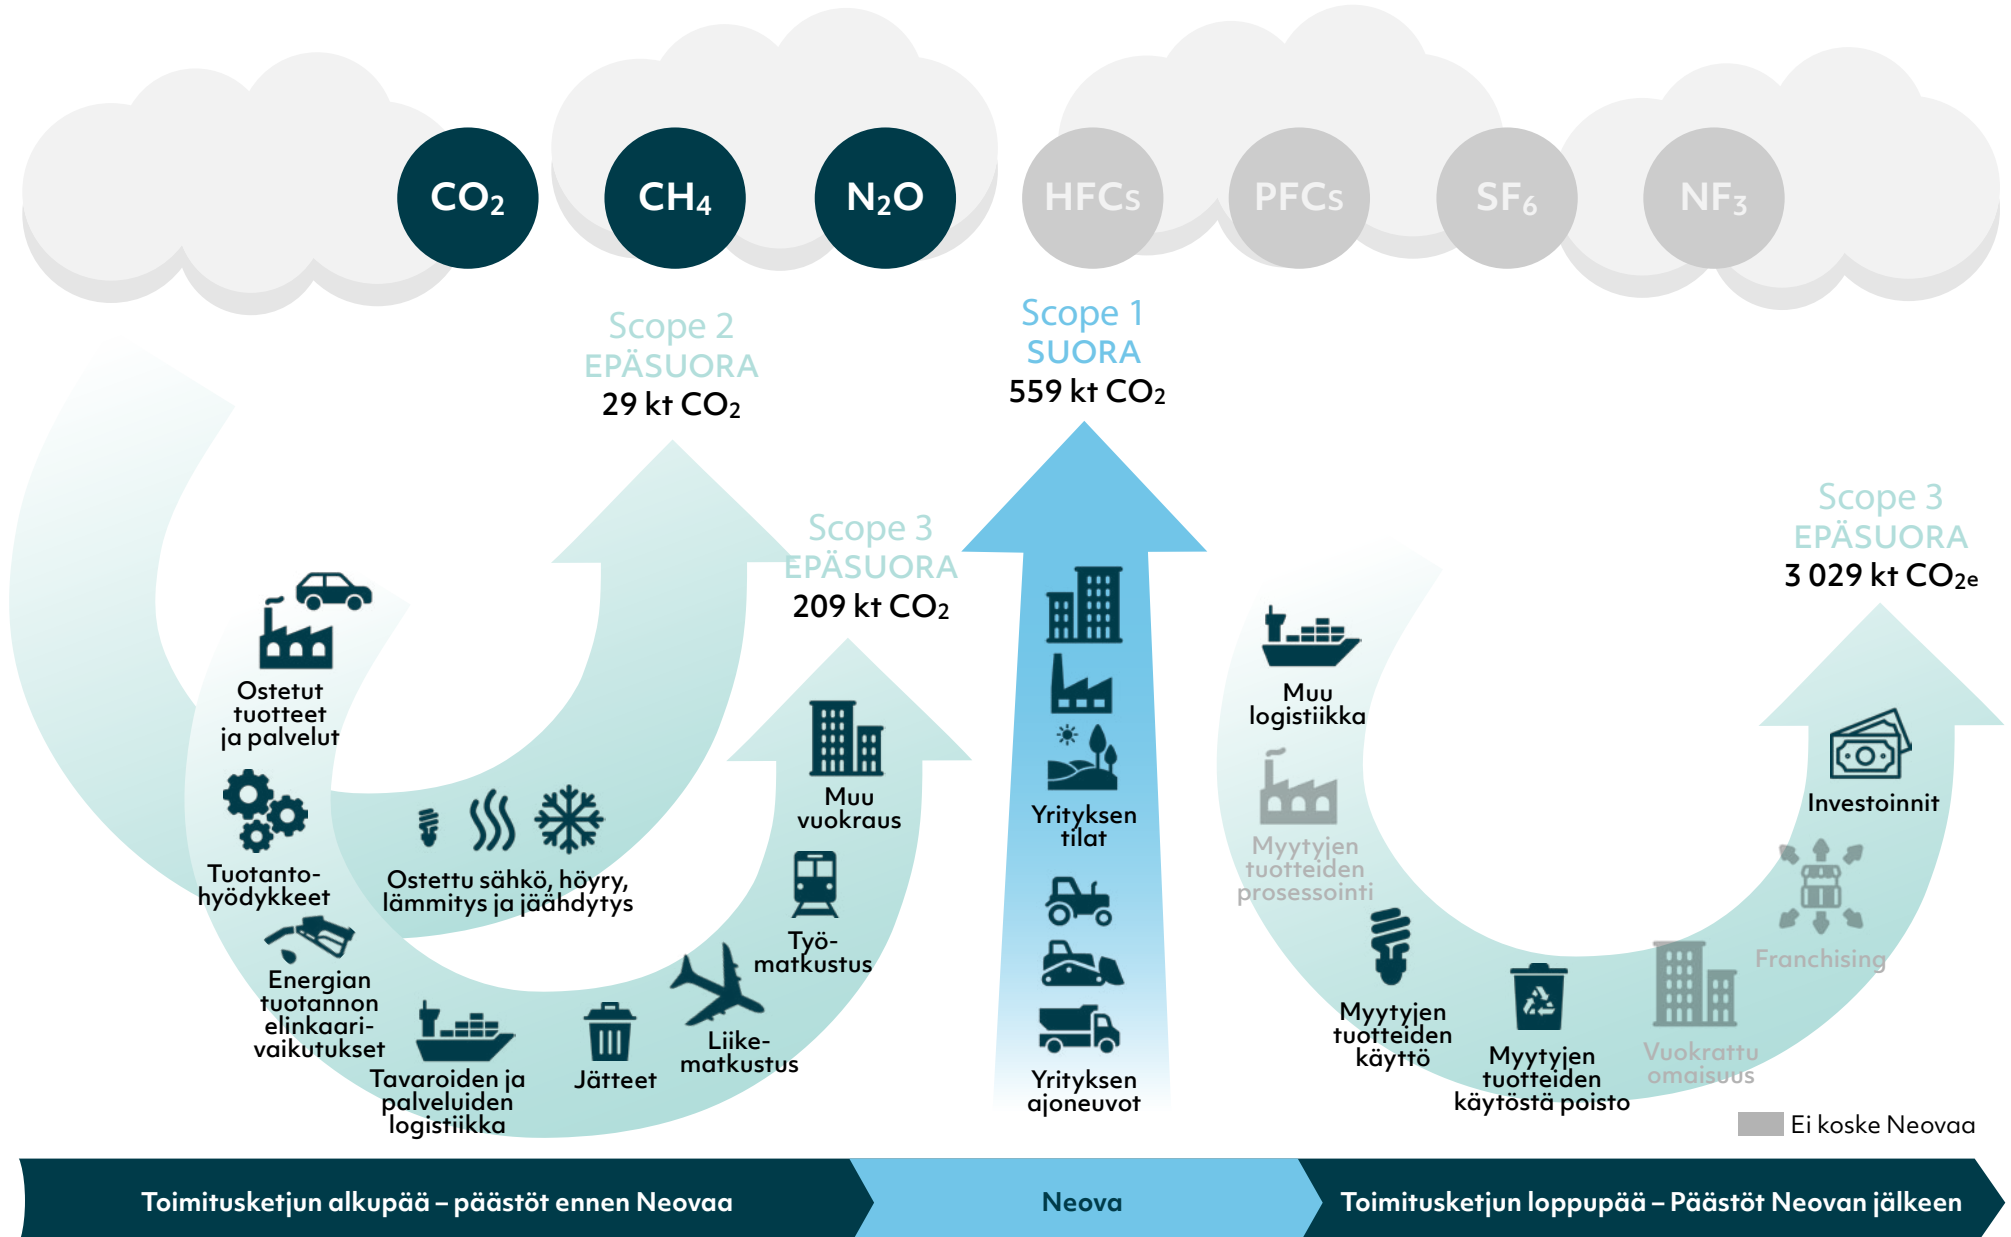 CO₂
CH₄
N₂O
HFCs
PFCs
SF₆
NF₃
Scope 2
EPÄSUORA
29 kt CO₂
Scope 1
SUORA
559 kt CO₂
Scope 3
EPÄSUORA
209 kt CO₂
Scope 3
EPÄSUORA
3 029 kt CO₂e
Ostetut
tuotteet
ja palvelut
Tuotanto-
hyödykkeet
Energian
tuotannon
elinkaari-
vaikutukset
Tavaroiden ja
palveluiden
logistiikka
Jätteet
Liike-
matkustus
Työ-
matkustus
Muu
vuokraus
Ostettu sähkö, höyry,
lämmitys ja jäähdytys
Yrityksen
tilat
Yrityksen
ajoneuvot
Muu
logistiikka
Myytyjen
tuotteiden
prosessointi
Myytyjen
tuotteiden
käyttö
Myytyjen
tuotteiden
käytöstä poisto
Vuokrattu
omaisuus
Franchising
Investoinnit
Ei koske Neovaa
Toimitusketjun alkupää – päästöt ennen Neovaa
Neova
Toimitusketjun loppupää – Päästöt Neovan jälkeen